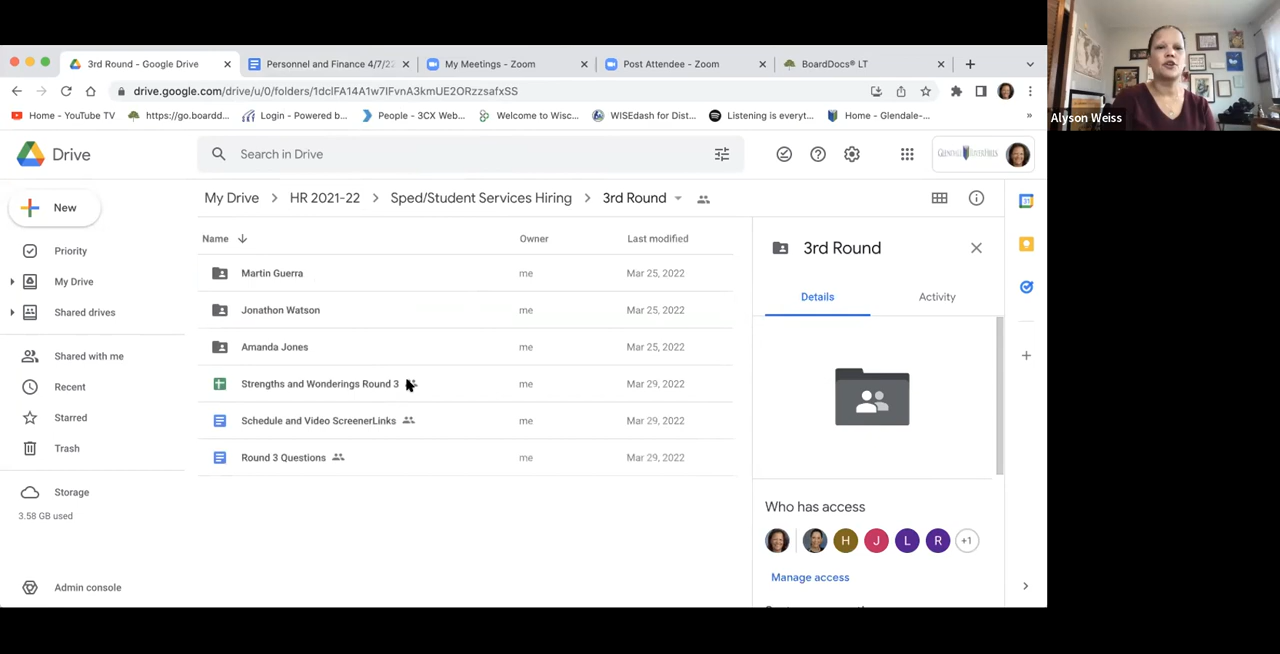 3rd Round - Google Drive
Personnel and Finance 4/7/22
My Meetings - Zoom
Post Attendee - Zoom
BoardDocs® LT
drive.google.com/drive/u/0/folders/1dclFA14A1w7IFvnA3kmUE2ORzzsafxSS
Home - YouTube TV
https://go.boardd...
Login - Powered b...
People - 3CX Web...
Welcome to Wisc...
WISEdash for Dist...
Listening is everyt...
Home - Glendale-...
»
Alyson Weiss
Drive
Search in Drive
GLENDALE RIVER HILLS
New
My Drive > HR 2021-22 > Sped/Student Services Hiring > 3rd Round
Priority
My Drive
Shared drives
Shared with me
Recent
Starred
Trash
Storage
3.58 GB used
Admin console
Name Owner Last modified
Martin Guerra me Mar 25, 2022
Jonathon Watson me Mar 25, 2022
Amanda Jones me Mar 25, 2022
Strengths and Wonderings Round 3 me Mar 29, 2022
Schedule and Video ScreenerLinks me Mar 29, 2022
Round 3 Questions me Mar 29, 2022
3rd Round
Details Activity
Who has access
H J L R +1
Manage access
31